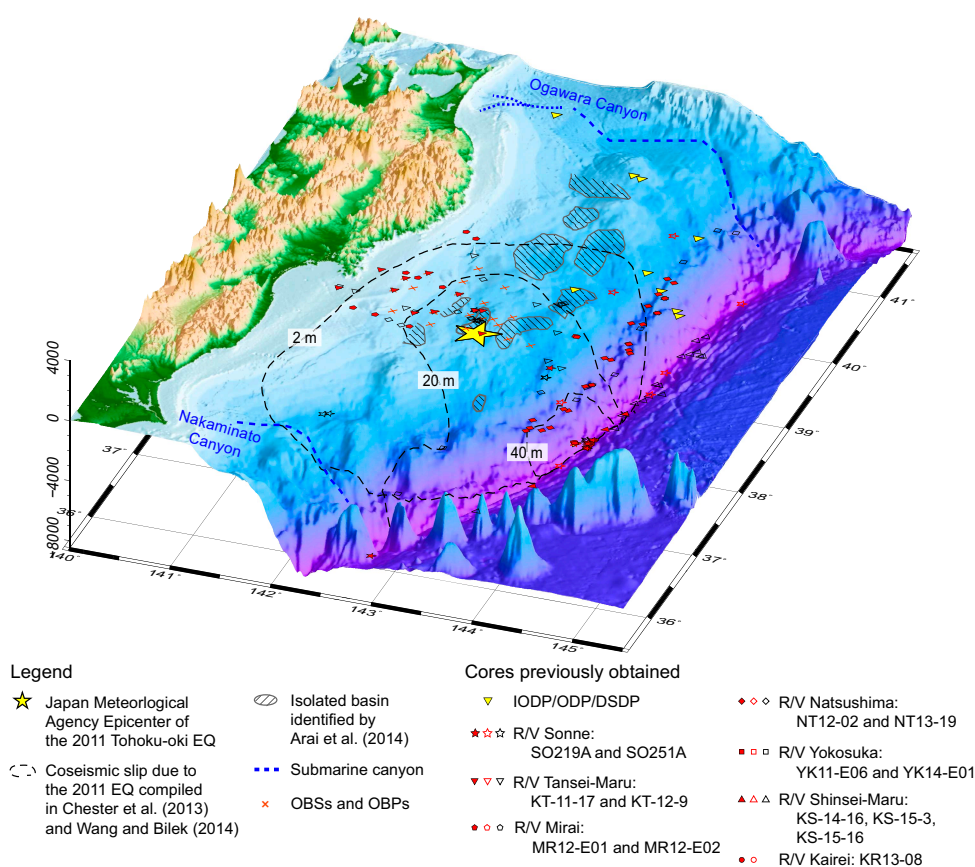 Ogawara Canyon
2 m
20 m
40 m
Nakaminato
Canyon
4000
0
-4000
-8000
37°
36°
140°
141°
142°
143°
144°
145°
41°
40°
39°
38°
37°
36°
Legend
Japan Meteorlogical
Agency Epicenter of
the 2011 Tohoku-oki EQ
Coseismic slip due to
the 2011 EQ compiled
in Chester et al. (2013)
and Wang and Bilek (2014)
Isolated basin
identified by
Arai et al. (2014)
Submarine canyon
OBSs and OBPs
Cores previously obtained
IODP/ODP/DSDP
R/V Sonne:
SO219A and SO251A
R/V Tansei-Maru:
KT-11-17 and KT-12-9
R/V Mirai:
MR12-E01 and MR12-E02
R/V Natsushima:
NT12-02 and NT13-19
R/V Yokosuka:
YK11-E06 and YK14-E01
R/V Shinsei-Maru:
KS-14-16, KS-15-3,
KS-15-16
R/V Kairei: KR13-08